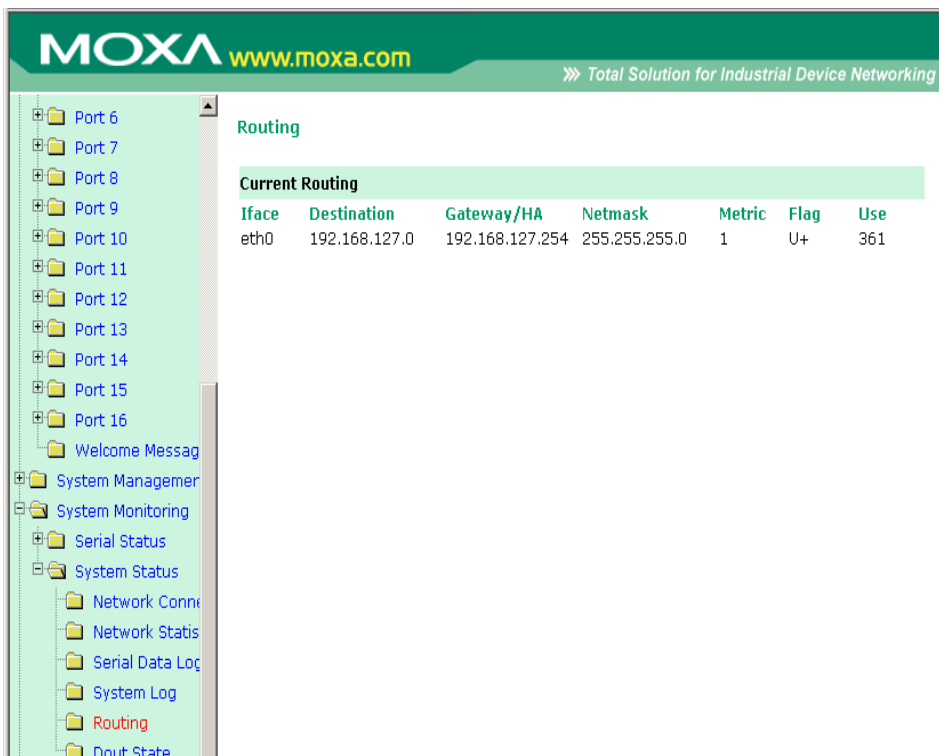 MOXA www.moxa.com
Total Solution for Industrial Device Networking
Port 6
Port 7
Port 8
Port 9
Port 10
Port 11
Port 12
Port 13
Port 14
Port 15
Port 16
Welcome Messag
System Managemer
System Monitoring
Serial Status
System Status
Network Conne
Network Statis
Serial Data Log
System Log
Routing
Dout State
Routing
Current Routing
Iface Destination Gateway/HA Netmask Metric Flag Use
eth0 192.168.127.0 192.168.127.254 255.255.255.0 1 U+ 361